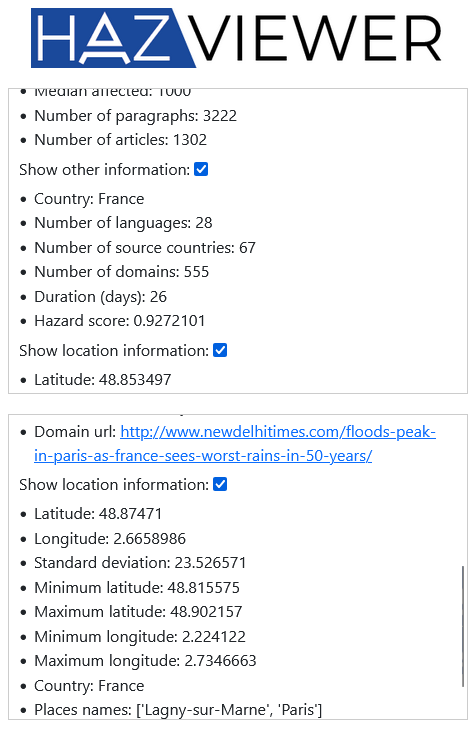 HAZVIEWER
Median affected: 1000
Number of paragraphs: 3222
Number of articles: 1302
Show other information:
Country: France
Number of languages: 28
Number of source countries: 67
Number of domains: 555
Duration (days): 26
Hazard score: 0.9272101
Show location information:
Latitude: 48.853497
Domain url: http://www.newdelhitimes.com/floods-peak-
in-paris-as-france-sees-worst-rains-in-50-years/
Show location information:
Latitude: 48.87471
Longitude: 2.6658986
Standard deviation: 23.526571
Minimum latitude: 48.815575
Maximum latitude: 48.902157
Minimum longitude: 2.224122
Maximum longitude: 2.7346663
Country: France
Places names: ['Lagny-sur-Marne', 'Paris']